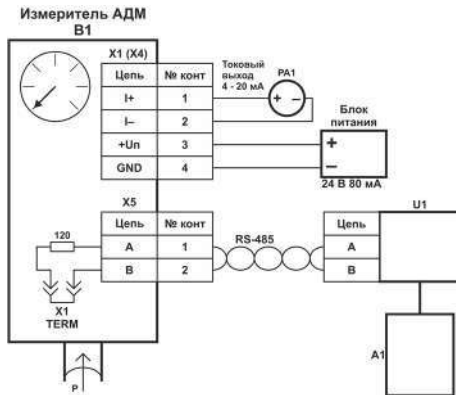 Измеритель АДМ
B1
X1 (X4)
Цепь № конт
I+ 1
I– 2
+Un 3
GND 4
Токовый
выход
4 - 20 мА
PA1
+ –
Блок
питания
+
–
24 В 80 мА
X5
Цепь № конт
A 1
B 2
120
X1
TERM
RS-485
U1
Цепь
A
B
A1
P